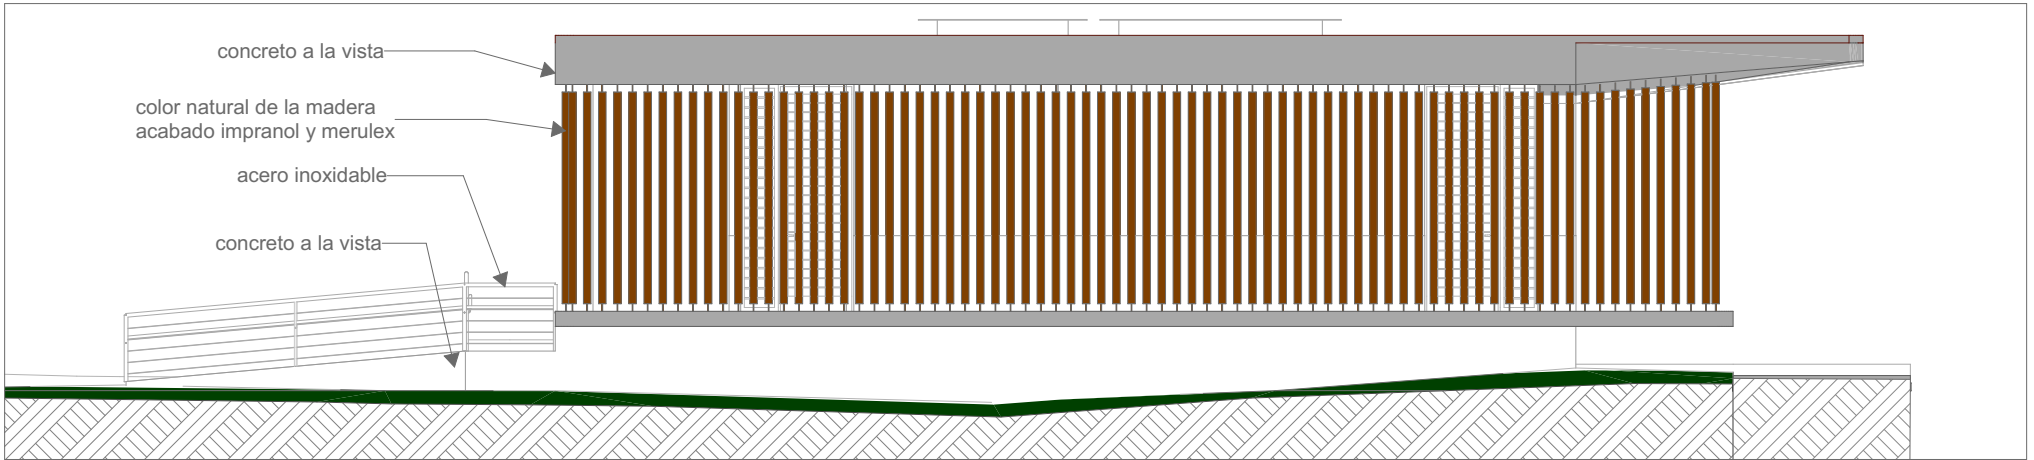 concreto a la vista
color natural de la madera
acabado impranol y merulex
acero inoxidable
concreto a la vista